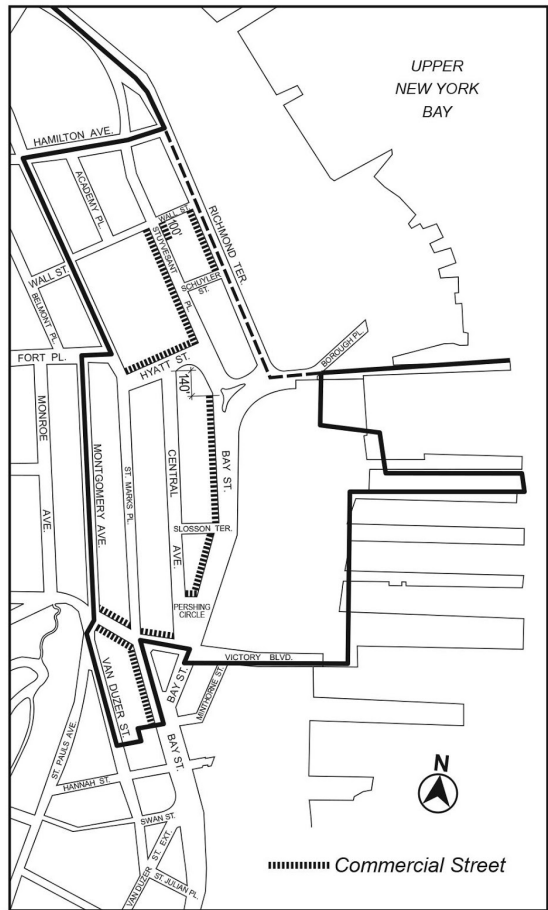 UPPER
NEW YORK
BAY
HAMILTON AVE.
ACADEMY PL.
WALL ST.
100'
STUYVESANT
PL.
RICHMOND TER.
SCHUYLER
ST.
WALL ST.
BELMONT PL.
FORT PL.
HYATT ST.
BOROUGH PL.
140'
MONROE
AVE.
MONTGOMERY AVE.
ST. MARKS PL.
CENTRAL
AVE.
BAY ST.
SLOSSON TER.
PERSHING
CIRCLE
VICTORY BLVD.
VAN DUZER ST.
BAY ST.
MINTHORNE ST.
BAY ST.
ST. PAULS AVE.
HANNAH ST.
SWAN ST.
VAN DUZER
ST. EXT.
ST. JULIAN PL.
N
Commercial Street